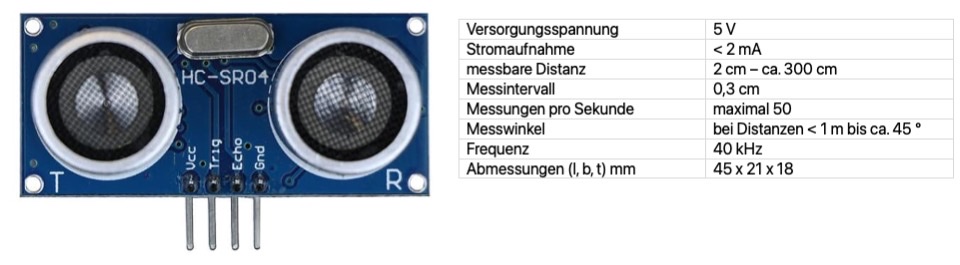 HC-SR04
Vcc
Trig
Echo
Gnd
T
R
Versorgungsspannung 5 V
Stromaufnahme < 2 mA
messbare Distanz 2 cm – ca. 300 cm
Messintervall 0,3 cm
Messungen pro Sekunde maximal 50
Messwinkel bei Distanzen < 1 m bis ca. 45 °
Frequenz 40 kHz
Abmessungen (l, b, t) mm 45 x 21 x 18